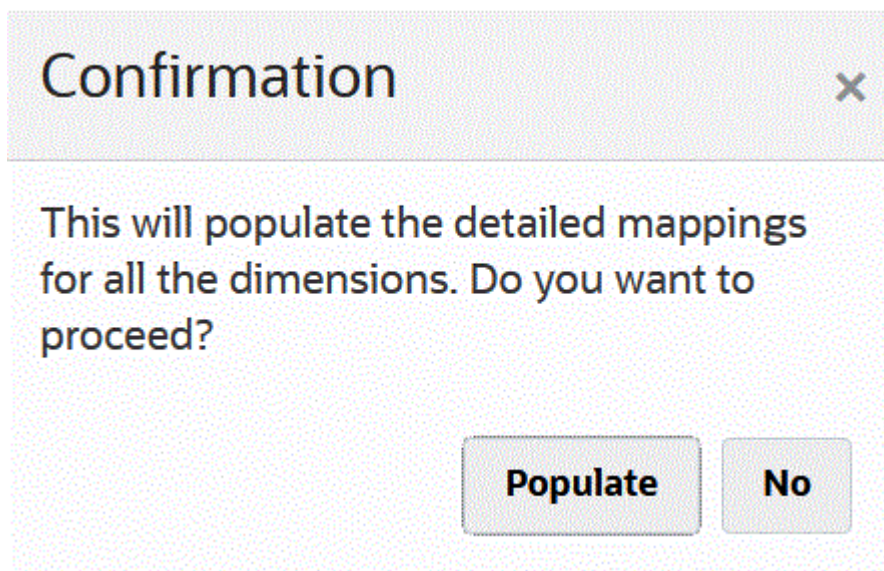 Confirmation
This will populate the detailed mappings
for all the dimensions. Do you want to
proceed?
Populate No